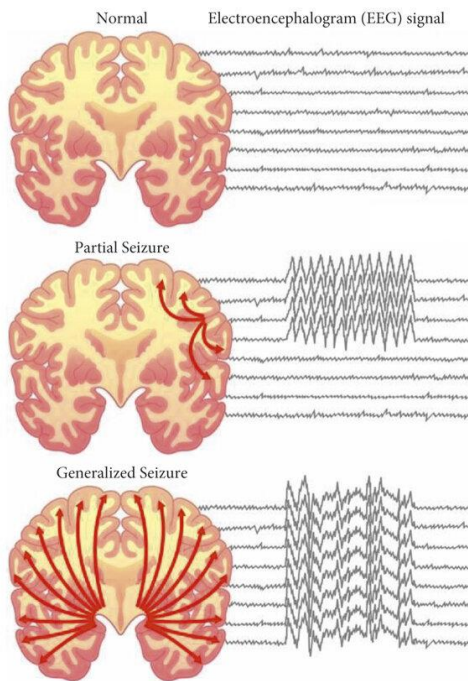 Normal
Electroencephalogram (EEG) signal
Partial Seizure
Generalized Seizure